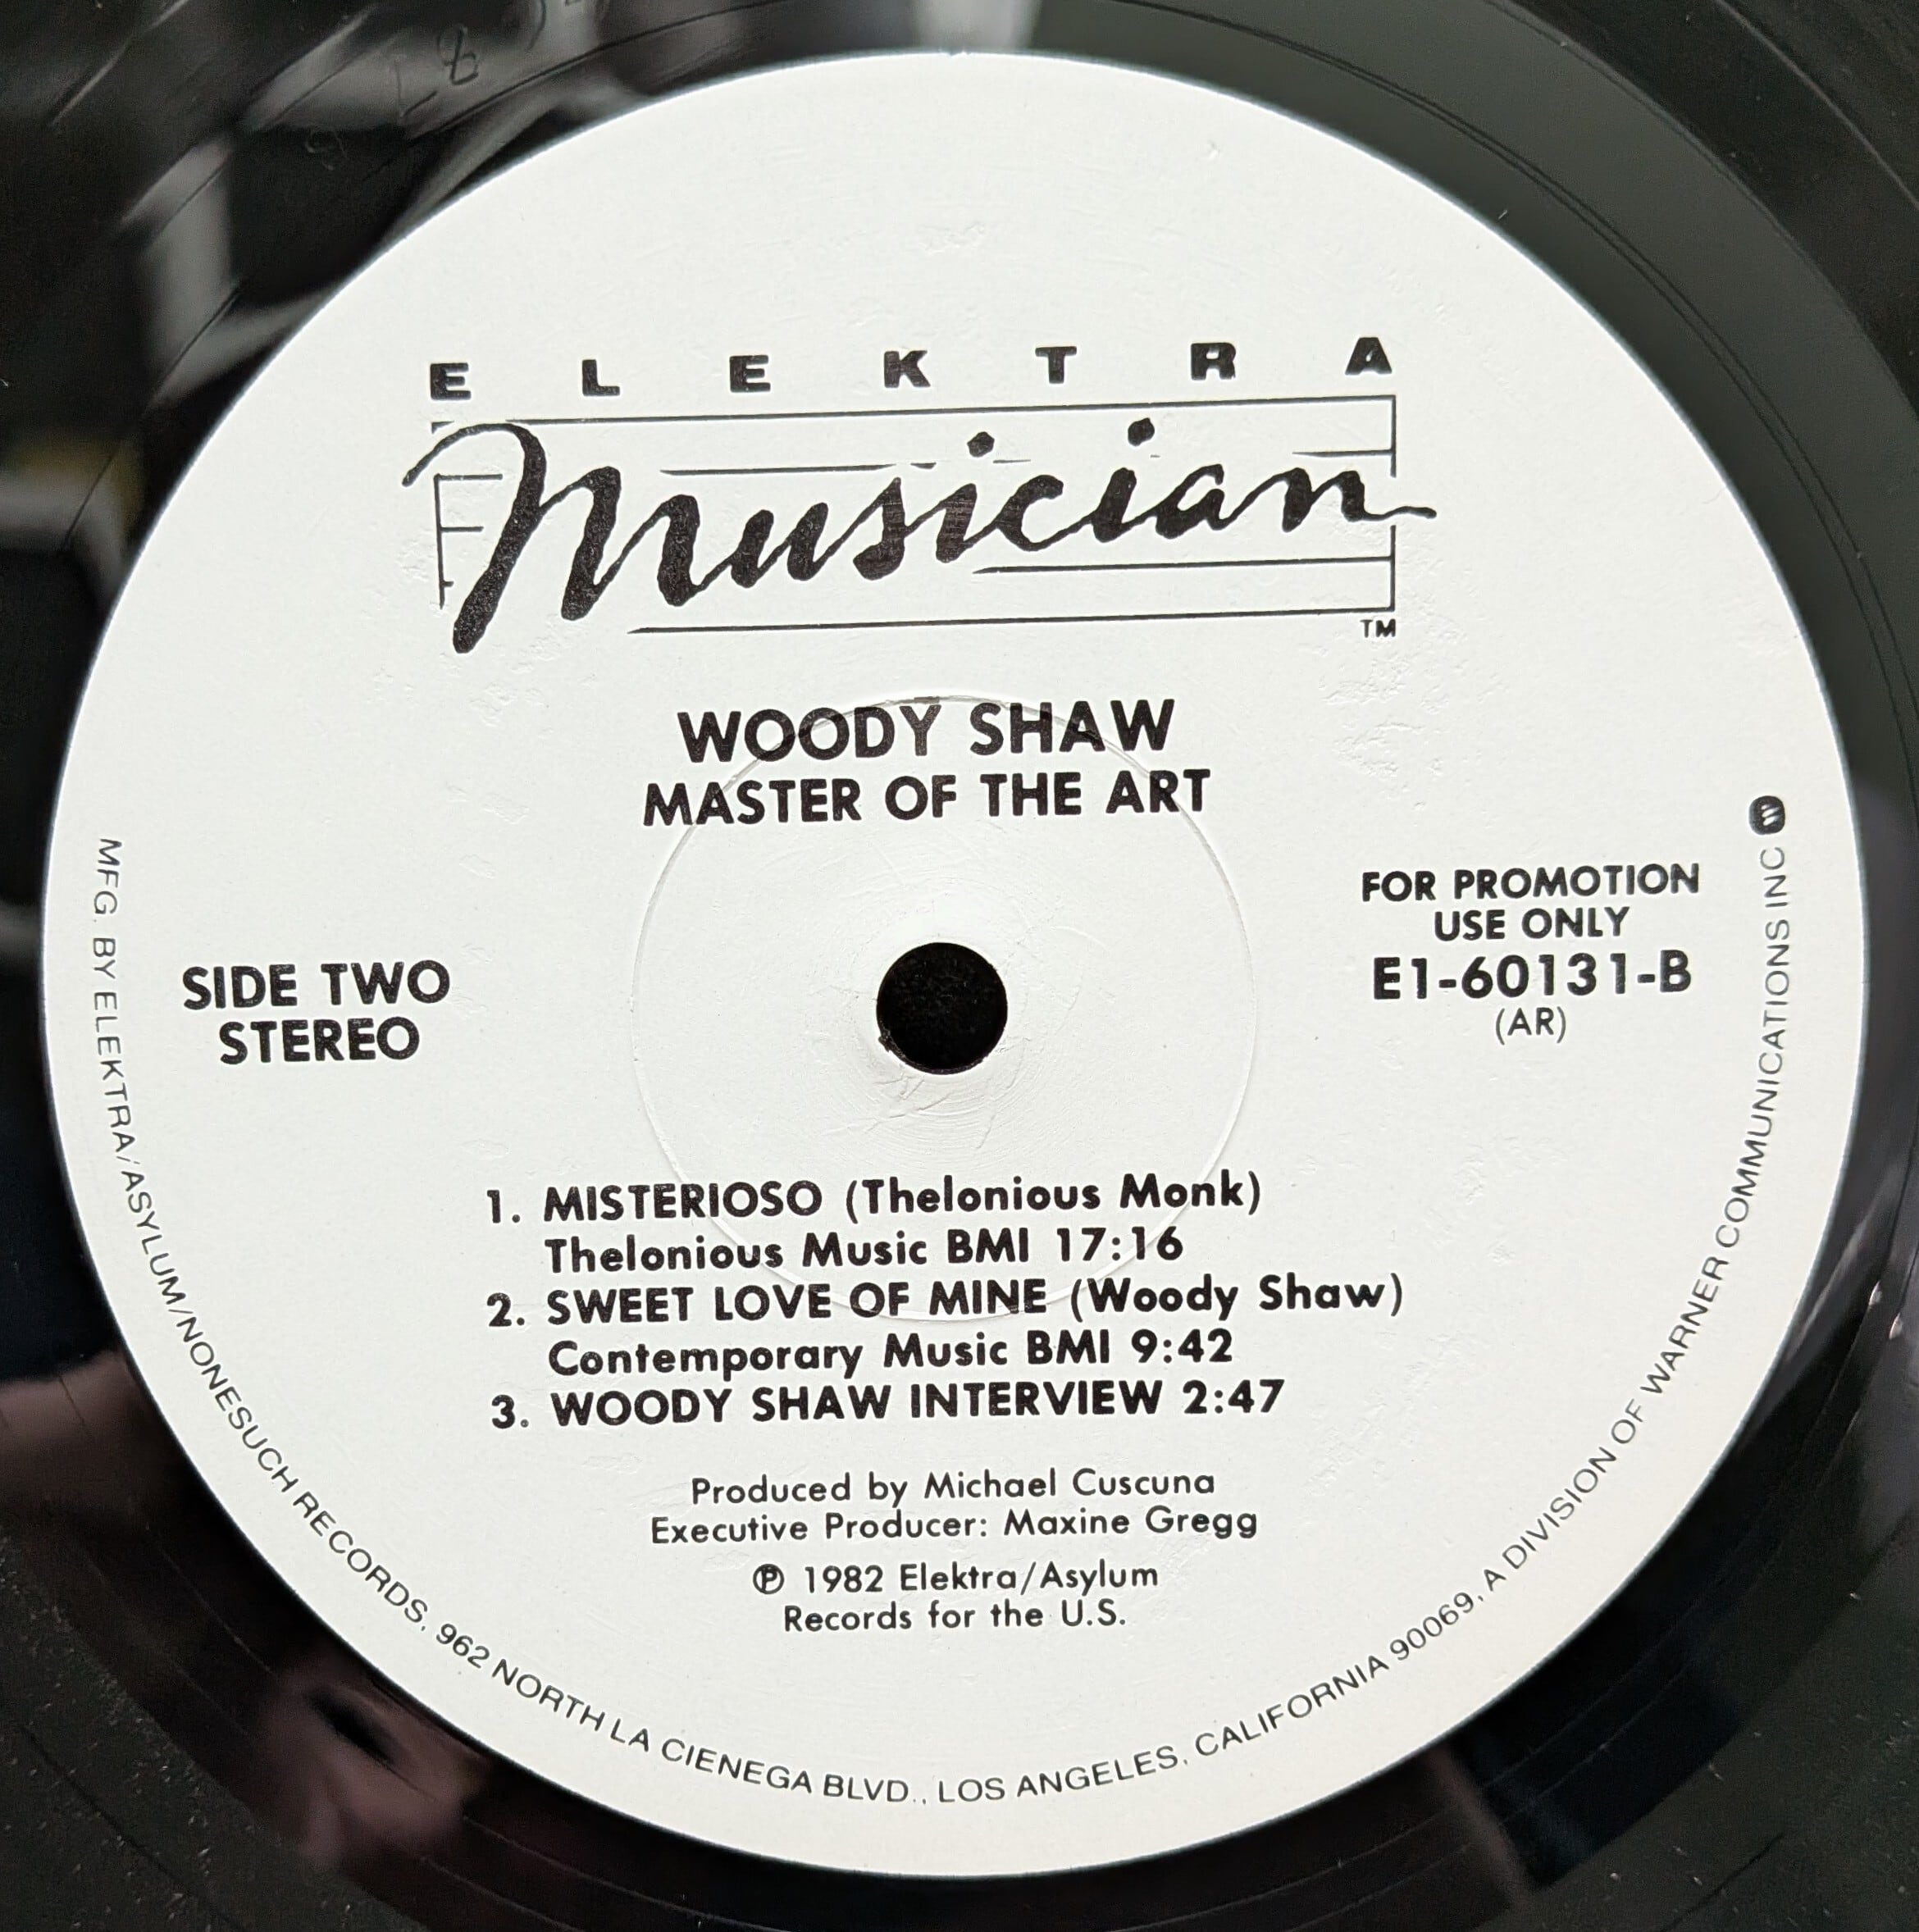 ELEKTRA
Musician
TM
WOODY SHAW
MASTER OF THE ART
SIDE TWO
STEREO
FOR PROMOTION
USE ONLY
E1-60131-B
(AR)
1. MISTERIOSO (Thelonious Monk)
Thelonious Music BMI 17:16
2. SWEET LOVE OF MINE (Woody Shaw)
Contemporary Music BMI 9:42
3. WOODY SHAW INTERVIEW 2:47
Produced by Michael Cuscuna
Executive Producer: Maxine Gregg
℗ 1982 Elektra/Asylum
Records for the U.S.
MFG. BY ELEKTRA/ASYLUM/NONESUCH RECORDS, 962 NORTH LA CIENEGA BLVD., LOS ANGELES, CALIFORNIA 90069, A DIVISION OF WARNER COMMUNICATIONS INC